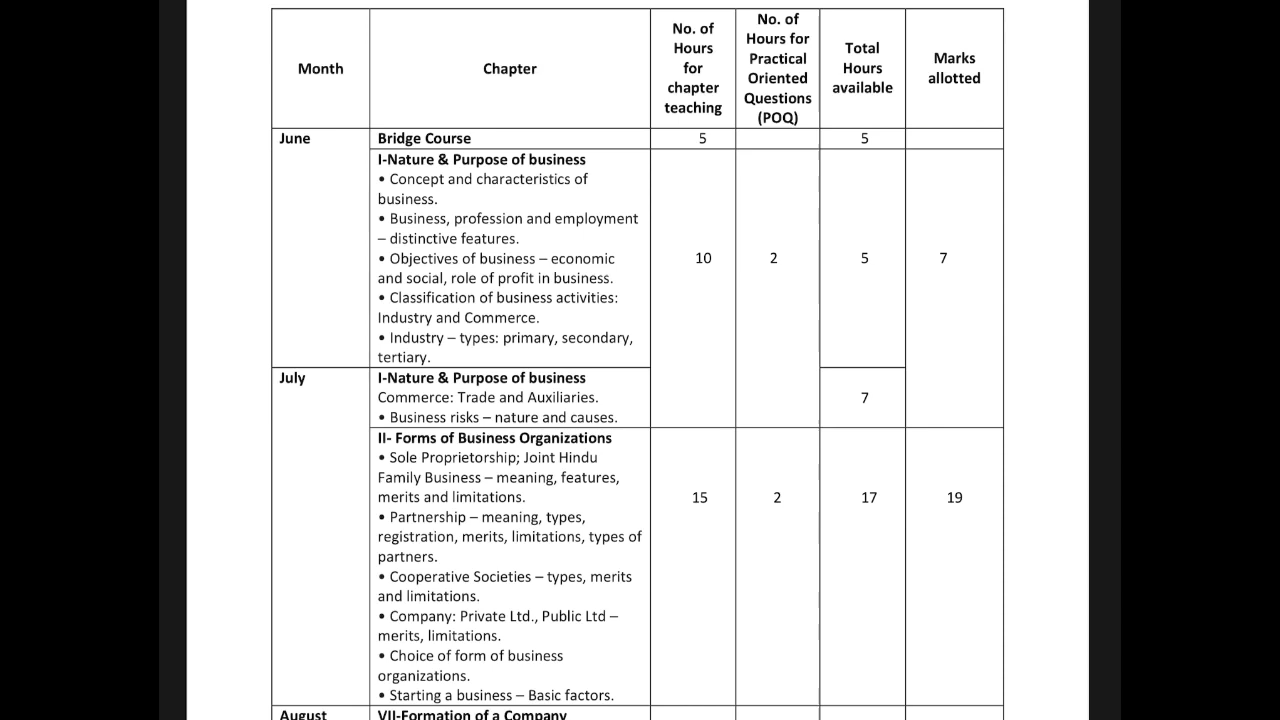 Month
Chapter
No. of
Hours
for
chapter
teaching
No. of
Hours for
Practical
Oriented
Questions
(POQ)
Total
Hours
available
Marks
allotted
June
Bridge Course
5
5
I-Nature & Purpose of business
• Concept and characteristics of
business.
• Business, profession and employment
– distinctive features.
• Objectives of business – economic
and social, role of profit in business.
• Classification of business activities:
Industry and Commerce.
• Industry – types: primary, secondary,
tertiary.
10
2
5
7
July
I-Nature & Purpose of business
Commerce: Trade and Auxiliaries.
• Business risks – nature and causes.
7
II- Forms of Business Organizations
• Sole Proprietorship; Joint Hindu
Family Business – meaning, features,
merits and limitations.
• Partnership – meaning, types,
registration, merits, limitations, types of
partners.
• Cooperative Societies – types, merits
and limitations.
• Company: Private Ltd., Public Ltd –
merits, limitations.
• Choice of form of business
organizations.
• Starting a business – Basic factors.
15
2
17
19
August
VII-Formation of a Company